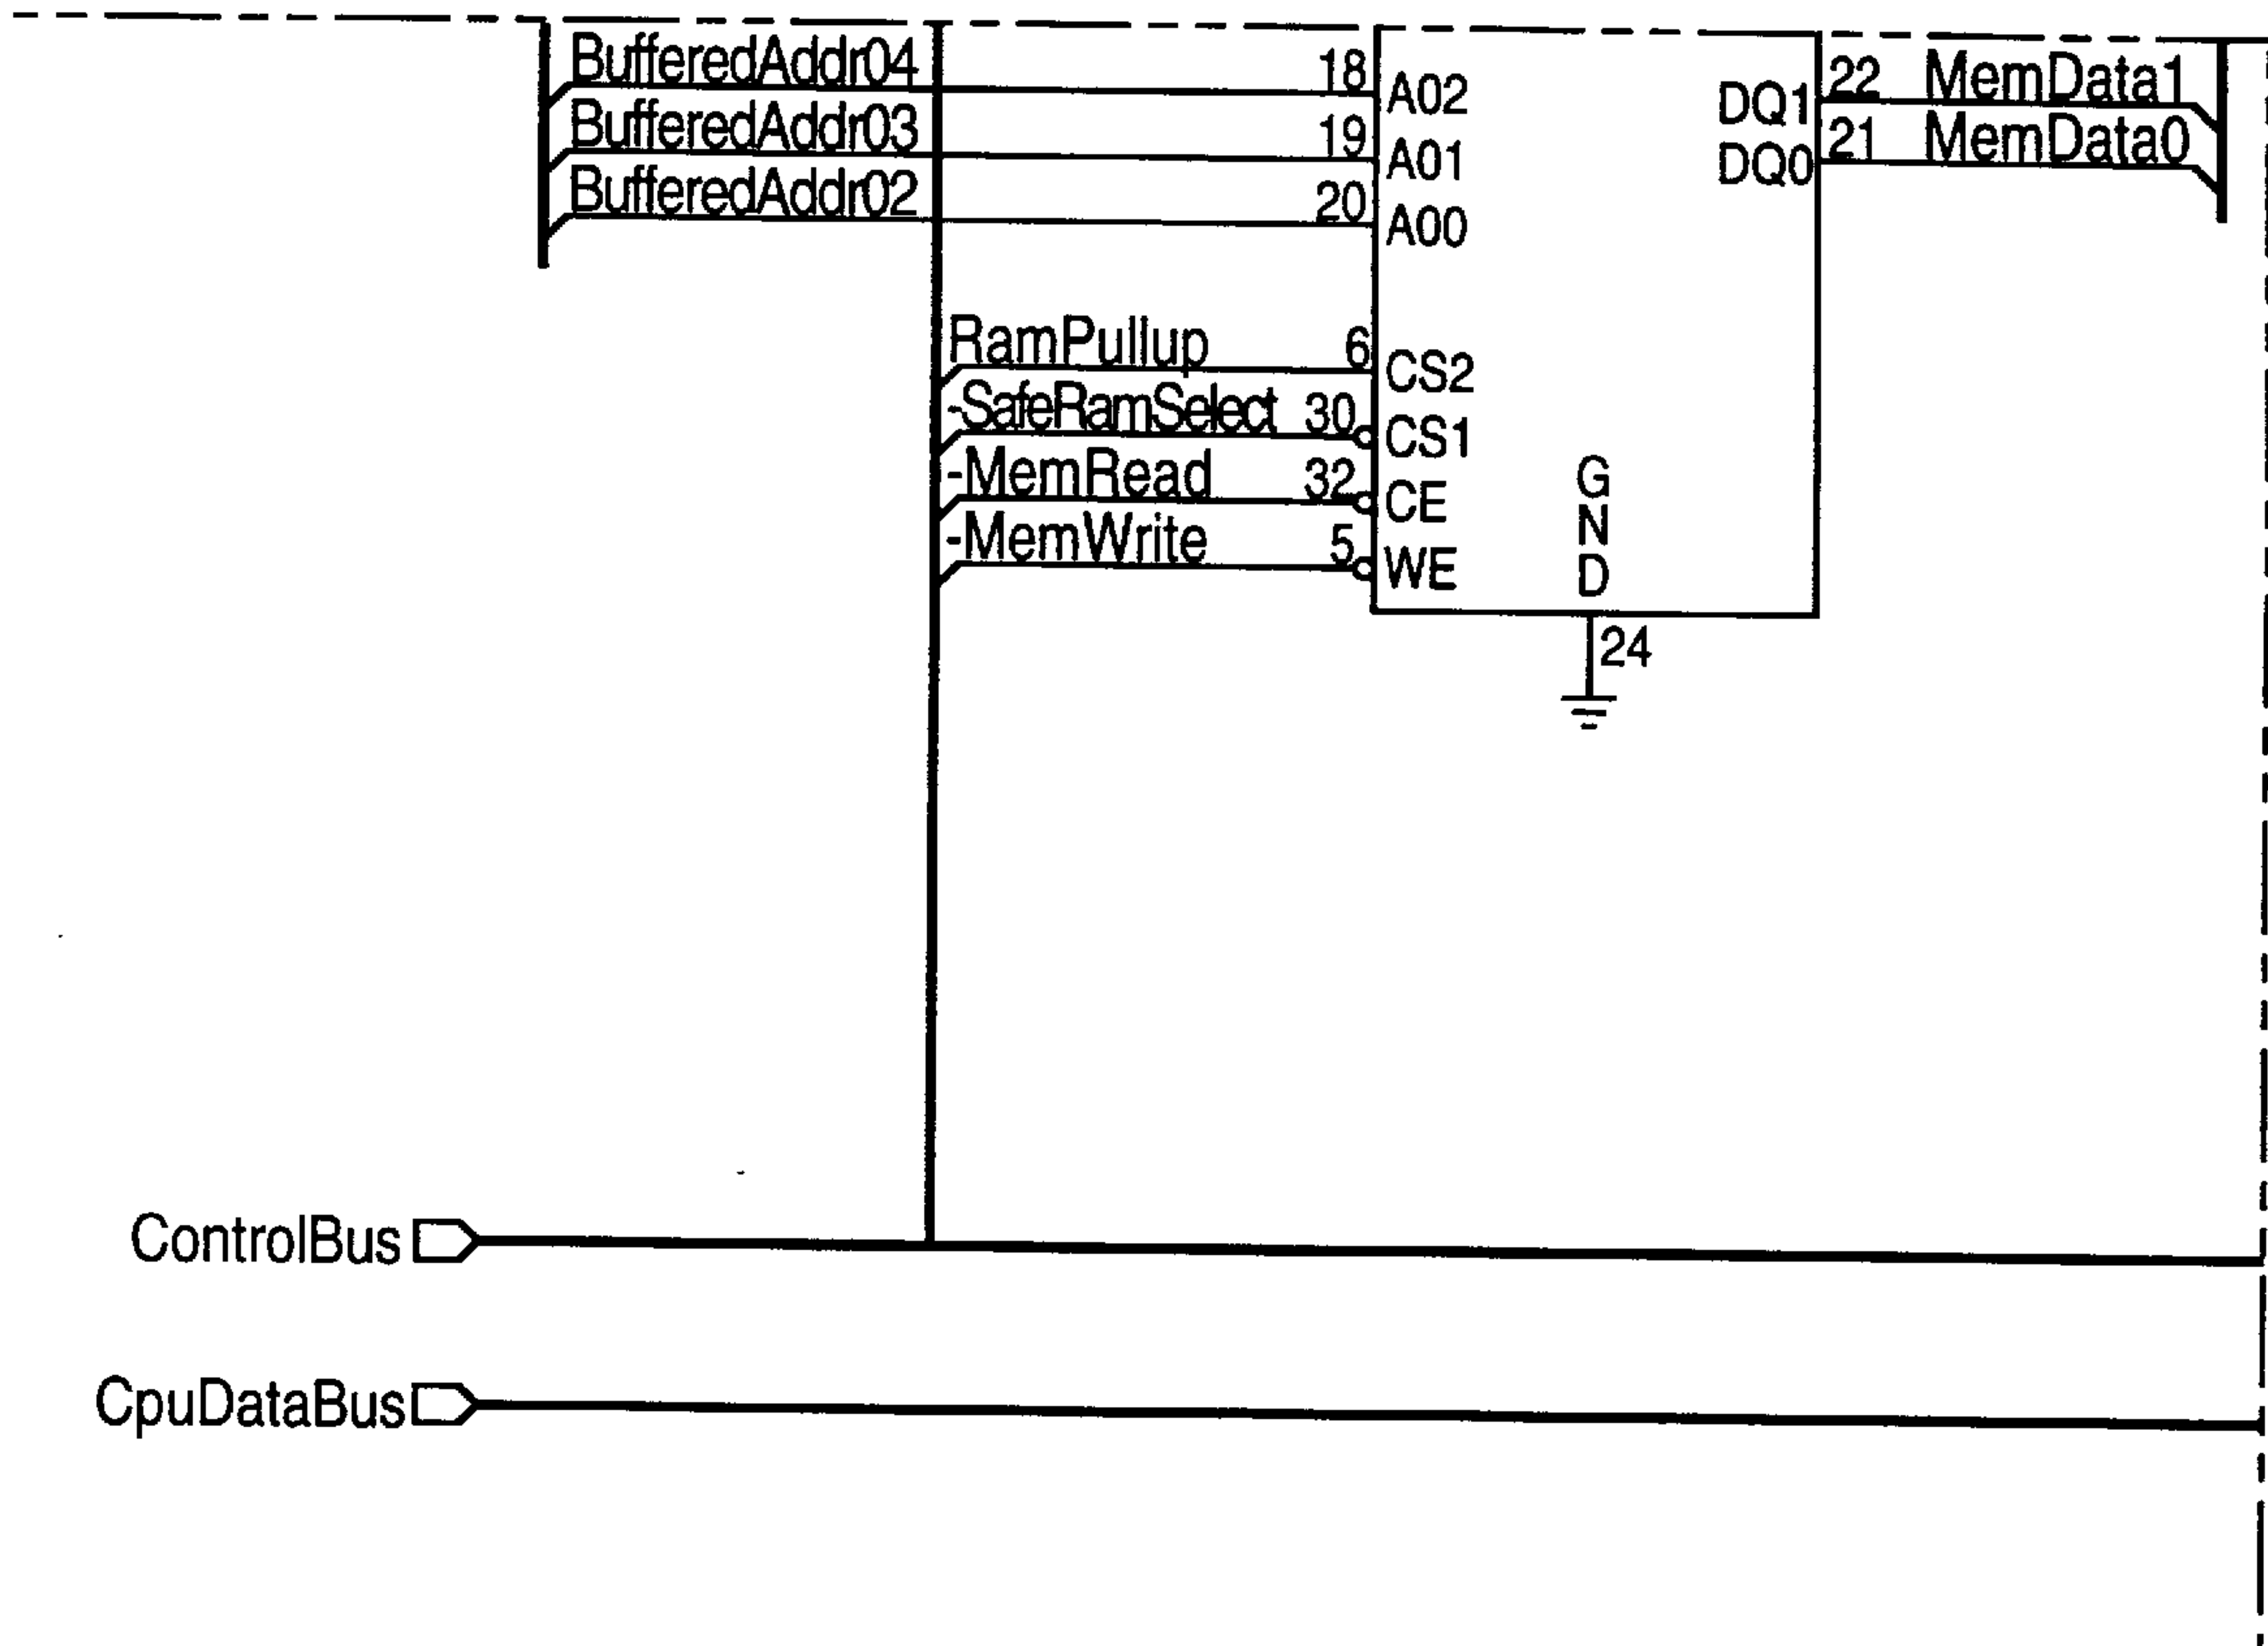 BufferedAddr04 18 A02 DQ1 22 MemData1
BufferedAddr03 19 A01 DQ0 21 MemData0
BufferedAddr02 20 A00
RamPullup 6 CS2
-SafeRamSelect 30 CS1
-MemRead 32 CE
-MemWrite 5 WE
GND
24
ControlBus
CpuDataBus